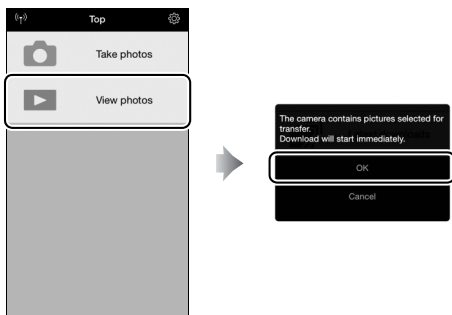 Top
Take photos
View photos
The camera contains pictures selected for
transfer.
Download will start immediately.
OK
Cancel